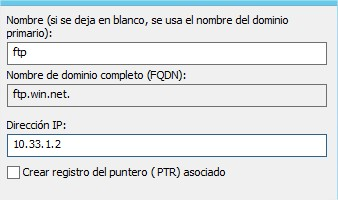 Nombre (si se deja en blanco, se usa el nombre del dominio
primario):
ftp
Nombre de dominio completo (FQDN):
ftp.win.net.
Dirección IP:
10.33.1.2
Crear registro del puntero (PTR) asociado